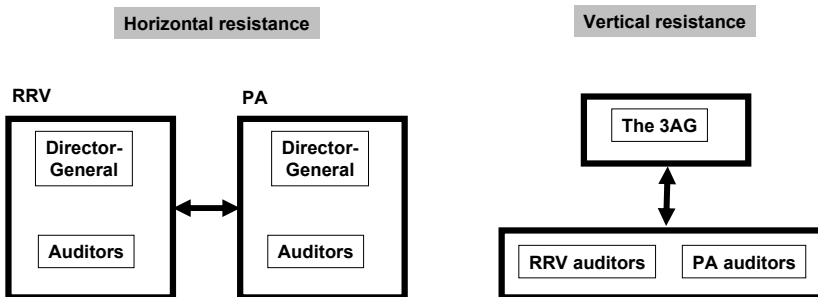 Horizontal resistance
Vertical resistance
RRV
PA
Director-
General
Auditors
Director-
General
Auditors
The 3AG
RRV auditors
PA auditors